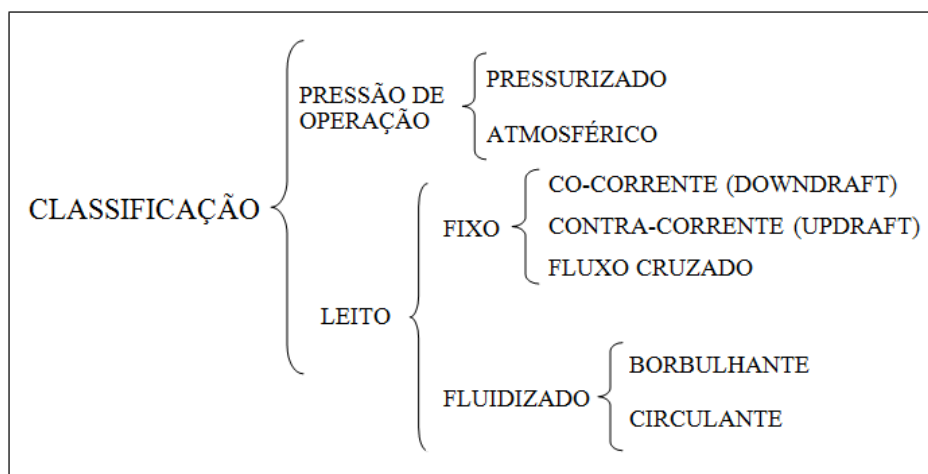 CLASSIFICAÇÃO
PRESSÃO DE
OPERAÇÃO
PRESSURIZADO
ATMOSFÉRICO
LEITO
FIXO
CO-CORRENTE (DOWNDRAFT)
CONTRA-CORRENTE (UPDRAFT)
FLUXO CRUZADO
FLUIDIZADO
BORBULHANTE
CIRCULANTE